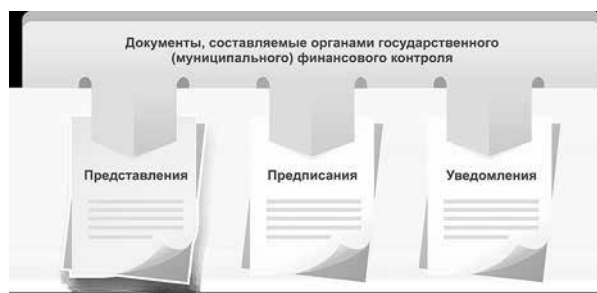 Документы, составляемые органами государственного
(муниципального) финансового контроля
Представления
Предписания
Уведомления